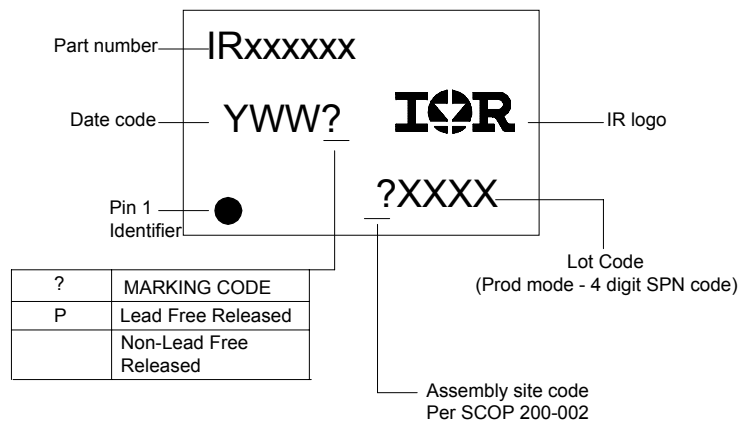 Part number
IRxxxxxx
Date code
YWW?
IOR
IR logo
Pin 1
Identifier
?XXXX
Lot Code
(Prod mode - 4 digit SPN code)
? MARKING CODE
P Lead Free Released
Non-Lead Free
Released
Assembly site code
Per SCOP 200-002